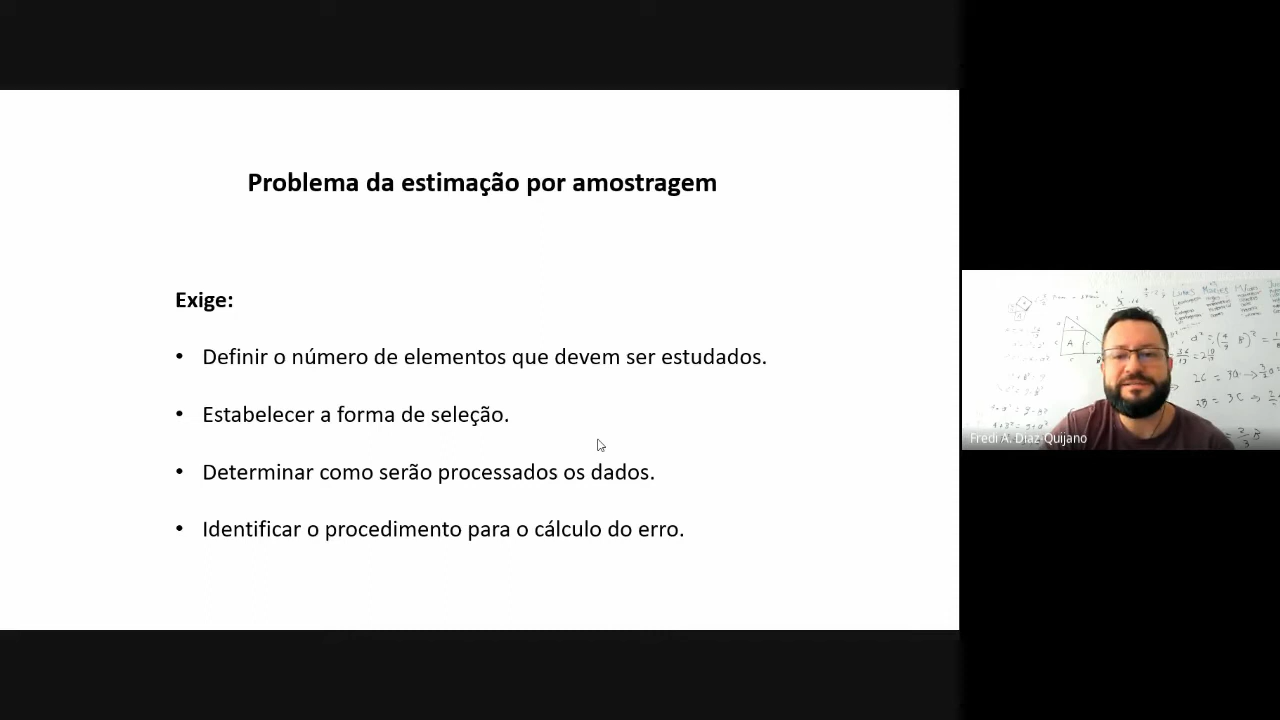 Problema da estimação por amostragem
Exige:
• Definir o número de elementos que devem ser estudados.
• Estabelecer a forma de seleção.
• Determinar como serão processados os dados.
• Identificar o procedimento para o cálculo do erro.
Fredi A. Diaz-Quijano